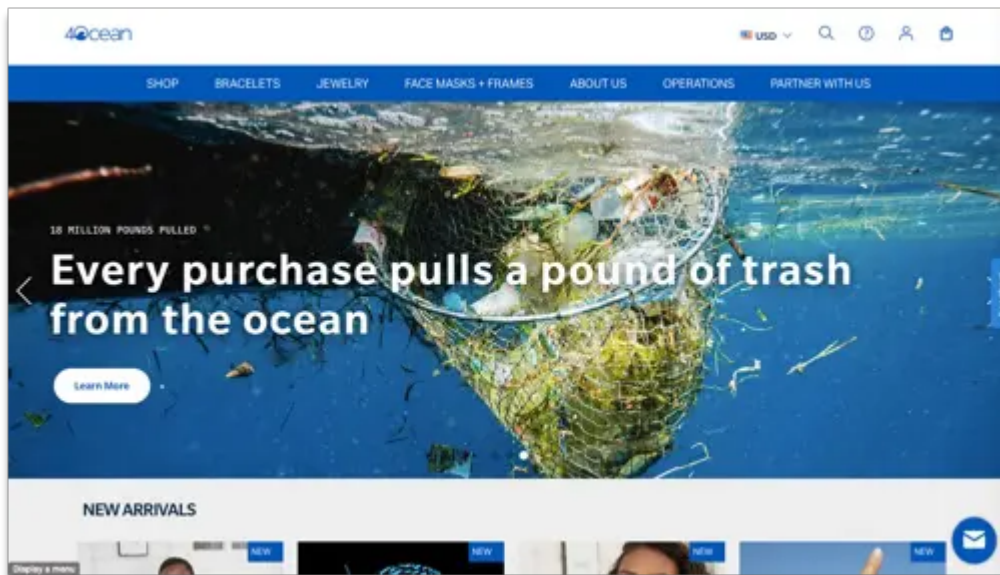 4Ocean
USD
SHOP BRACELETS JEWELRY FACE MASKS + FRAMES ABOUT US OPERATIONS PARTNER WITH US
18 MILLION POUNDS PULLED
Every purchase pulls a pound of trash
from the ocean
Learn More
NEW ARRIVALS
NEW NEW NEW NEW
Display a menu